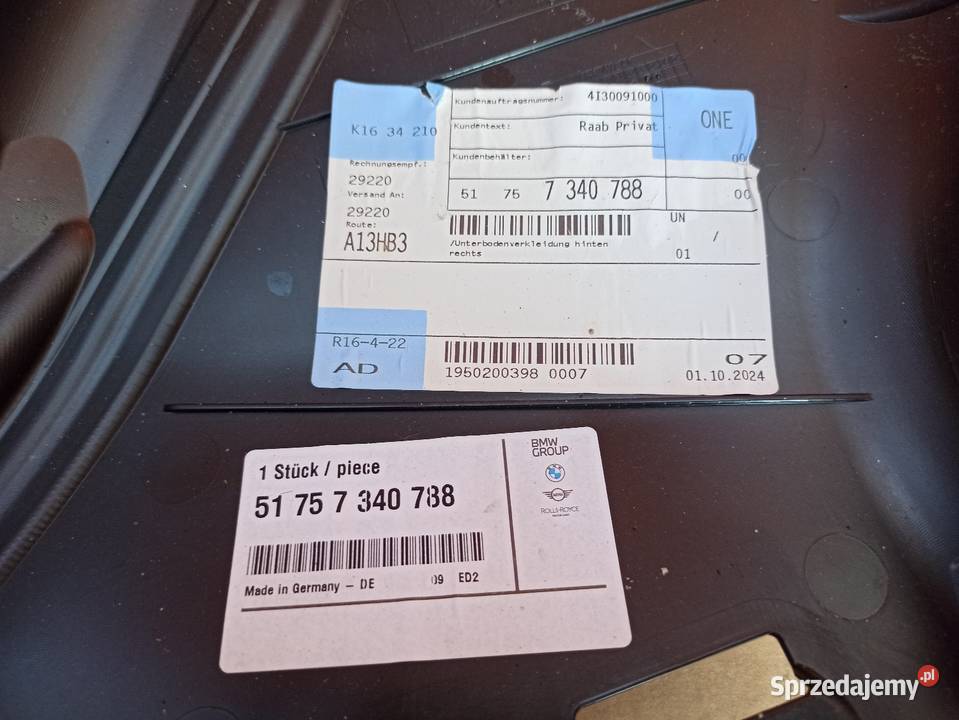 K16 34 210
Kundenauftragsnummer: 4I30091000
ONE
Kundentext: Raab Privat
Kundenbehälter:
00
Rechnungsempf.:
29220
Versand An:
29220
Route:
A13HB3
51 75 7 340 788
00
UN
/
01
/Unterbodenverkleidung hinten
rechts
R16-4-22
AD
1950200398 0007
07
01.10.2024
1 Stück / piece
51 75 7 340 788
Made in Germany – DE 09 ED2
BMW
GROUP
BMW
MINI
ROLLS-ROYCE
Sprzedajemy.pl